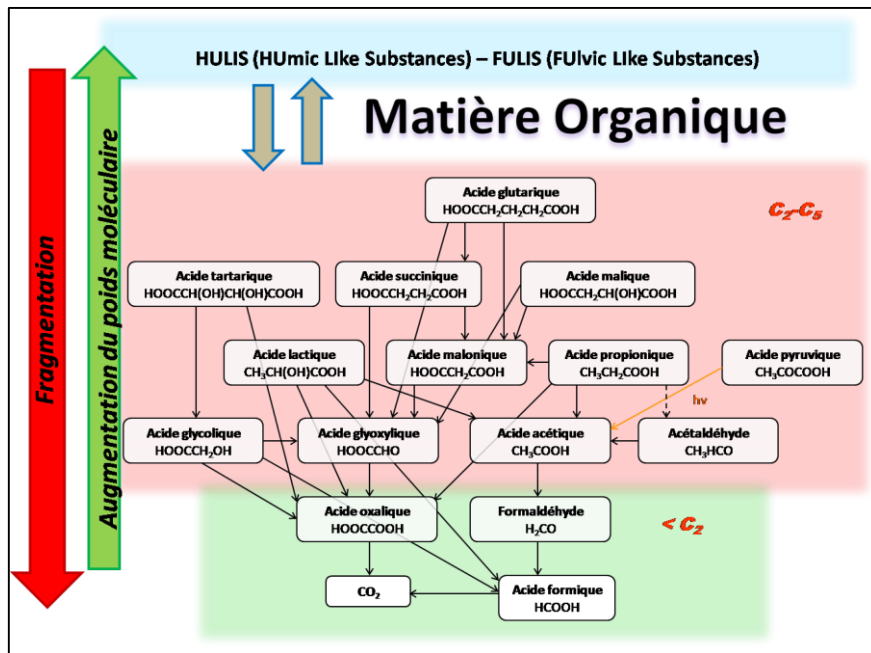 HULIS (HUmic LIke Substances) – FULIS (FUlvic LIke Substances)
Matière Organique
Fragmentation
Augmentation du poids moléculaire
C₂-C₅
Acide glutarique
HOOCCH₂CH₂CH₂COOH
Acide tartarique
HOOCCH(OH)CH(OH)COOH
Acide succinique
HOOCCH₂CH₂COOH
Acide malique
HOOCCH₂CH(OH)COOH
Acide lactique
CH₃CH(OH)COOH
Acide malonique
HOOCCH₂COOH
Acide propionique
CH₃CH₂COOH
Acide pyruvique
CH₃COCOOH
hν
Acide glycolique
HOOCCH₂OH
Acide glyoxylique
HOOCCHO
Acide acétique
CH₃COOH
Acétaldéhyde
CH₃HCO
Acide oxalique
HOOCCOOH
Formaldéhyde
H₂CO
< C₂
CO₂
Acide formique
HCOOH